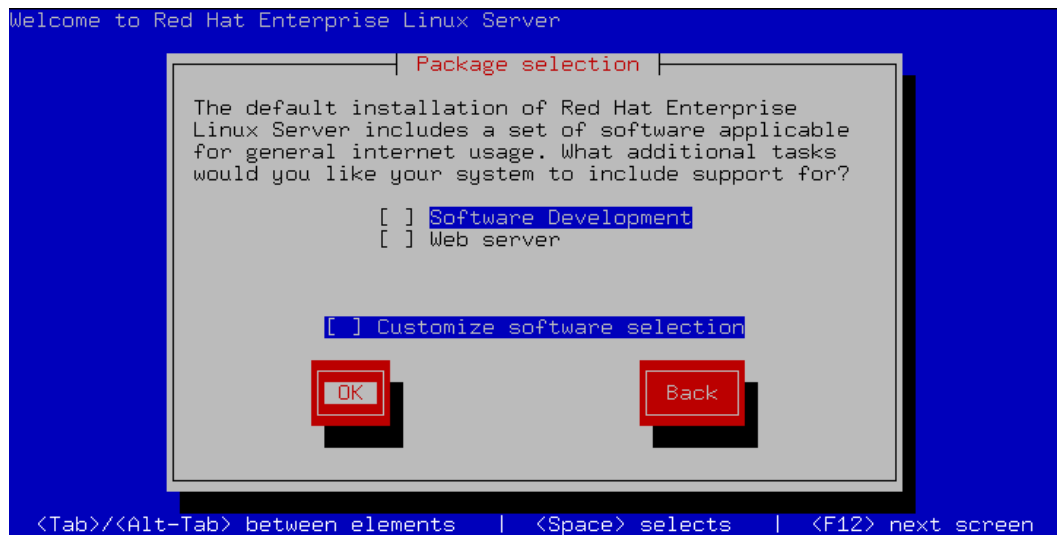 Welcome to Red Hat Enterprise Linux Server
Package selection
The default installation of Red Hat Enterprise
Linux Server includes a set of software applicable
for general internet usage. What additional tasks
would you like your system to include support for?
[ ] Software Development
[ ] Web server
[ ] Customize software selection
OK Back
<Tab>/<Alt-Tab> between elements | <Space> selects | <F12> next screen